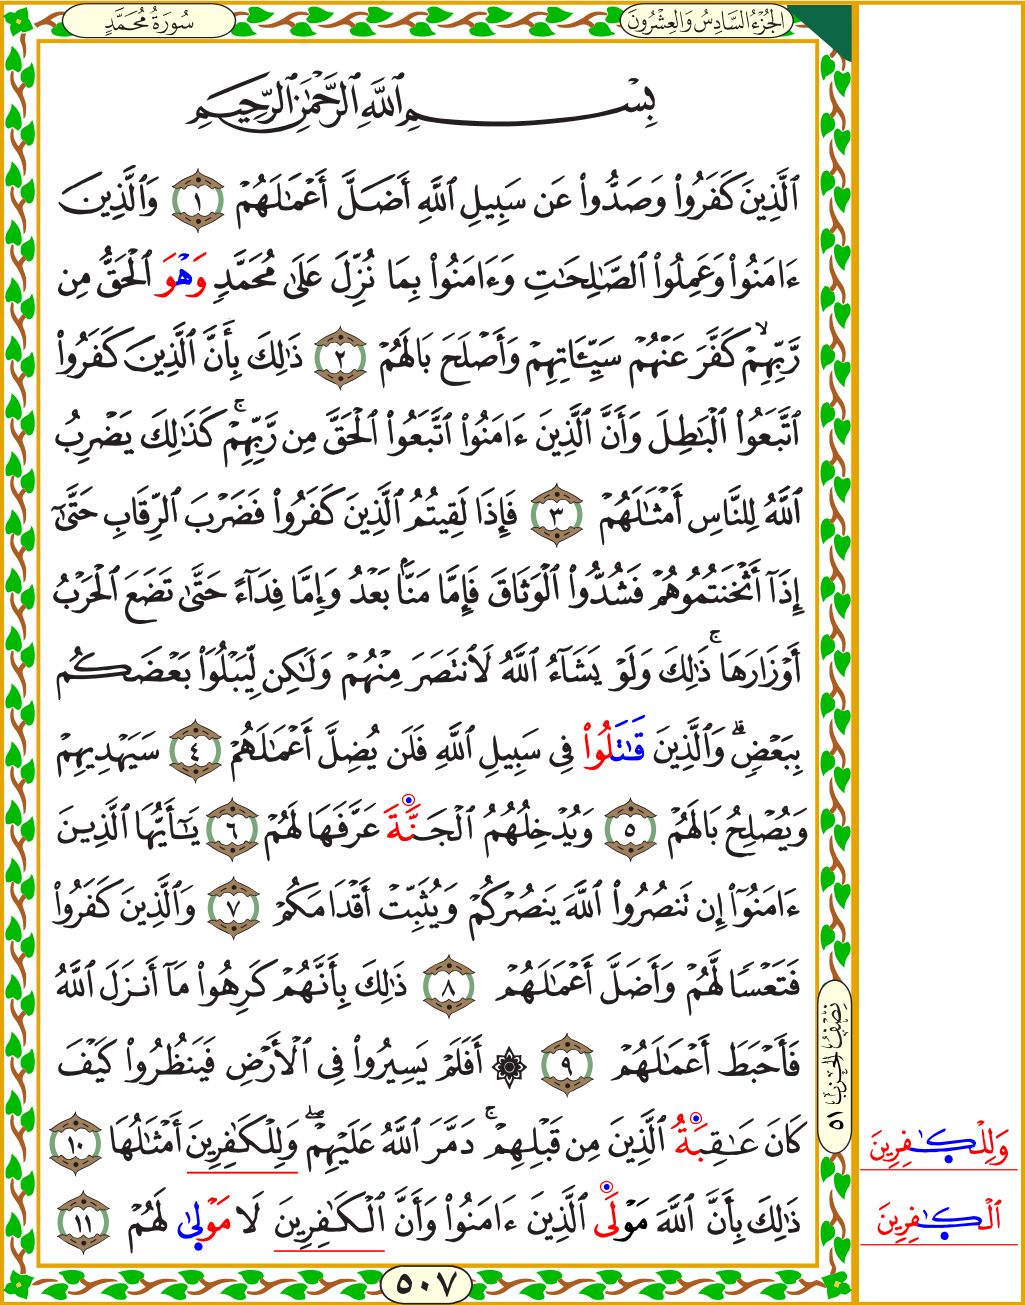 سُورَةُ مُحَمَّدٍ
الجُزْءُ السَّادِسُ وَالعِشْرُونَ
بِسْمِ ٱللَّهِ ٱلرَّحْمَٰنِ ٱلرَّحِيمِ
ٱلَّذِينَ كَفَرُوا۟ وَصَدُّوا۟ عَن سَبِيلِ ٱللَّهِ أَضَلَّ أَعْمَٰلَهُمْ ١ وَٱلَّذِينَ
ءَامَنُوا۟ وَعَمِلُوا۟ ٱلصَّٰلِحَٰتِ وَءَامَنُوا۟ بِمَا نُزِّلَ عَلَىٰ مُحَمَّدٍ وَهْوَ ٱلْحَقُّ مِن
رَّبِّهِمْ ۙ كَفَّرَ عَنْهُمْ سَيِّـَٔاتِهِمْ وَأَصْلَحَ بَالَهُمْ ٢ ذَٰلِكَ بِأَنَّ ٱلَّذِينَ كَفَرُوا۟
ٱتَّبَعُوا۟ ٱلْبَٰطِلَ وَأَنَّ ٱلَّذِينَ ءَامَنُوا۟ ٱتَّبَعُوا۟ ٱلْحَقَّ مِن رَّبِّهِمْ ۚ كَذَٰلِكَ يَضْرِبُ
ٱللَّهُ لِلنَّاسِ أَمْثَٰلَهُمْ ٣ فَإِذَا لَقِيتُمُ ٱلَّذِينَ كَفَرُوا۟ فَضَرْبَ ٱلرِّقَابِ حَتَّىٰٓ
إِذَآ أَثْخَنتُمُوهُمْ فَشُدُّوا۟ ٱلْوَثَاقَ فَإِمَّا مَنًّۢا بَعْدُ وَإِمَّا فِدَآءً حَتَّىٰ تَضَعَ ٱلْحَرْبُ
أَوْزَارَهَا ۚ ذَٰلِكَ وَلَوْ يَشَآءُ ٱللَّهُ لَٱنتَصَرَ مِنْهُمْ وَلَٰكِن لِّيَبْلُوَا۟ بَعْضَكُم
بِبَعْضٍ ۗ وَٱلَّذِينَ قَٰتَلُوا۟ فِى سَبِيلِ ٱللَّهِ فَلَن يُضِلَّ أَعْمَٰلَهُمْ ٤ سَيَهْدِيهِمْ
وَيُصْلِحُ بَالَهُمْ ٥ وَيُدْخِلُهُمُ ٱلْجَنَّةَ عَرَّفَهَا لَهُمْ ٦ يَٰٓأَيُّهَا ٱلَّذِينَ
ءَامَنُوٓا۟ إِن تَنصُرُوا۟ ٱللَّهَ يَنصُرْكُمْ وَيُثَبِّتْ أَقْدَامَكُمْ ٧ وَٱلَّذِينَ كَفَرُوا۟
فَتَعْسًا لَّهُمْ وَأَضَلَّ أَعْمَٰلَهُمْ ٨ ذَٰلِكَ بِأَنَّهُمْ كَرِهُوا۟ مَآ أَنزَلَ ٱللَّهُ
فَأَحْبَطَ أَعْمَٰلَهُمْ ٩ ۞ أَفَلَمْ يَسِيرُوا۟ فِى ٱلْأَرْضِ فَيَنظُرُوا۟ كَيْفَ
كَانَ عَٰقِبَةُ ٱلَّذِينَ مِن قَبْلِهِمْ ۚ دَمَّرَ ٱللَّهُ عَلَيْهِمْ ۖ وَلِلْكَٰفِرِينَ أَمْثَٰلُهَا ١٠
ذَٰلِكَ بِأَنَّ ٱللَّهَ مَوْلَى ٱلَّذِينَ ءَامَنُوا۟ وَأَنَّ ٱلْكَٰفِرِينَ لَا مَوْلَىٰ لَهُمْ ١١
نِصْفُ الحِزْبِ ٥١
وَلِلْكَٰفِرِينَ
ٱلْكَٰفِرِينَ
٥٠٧